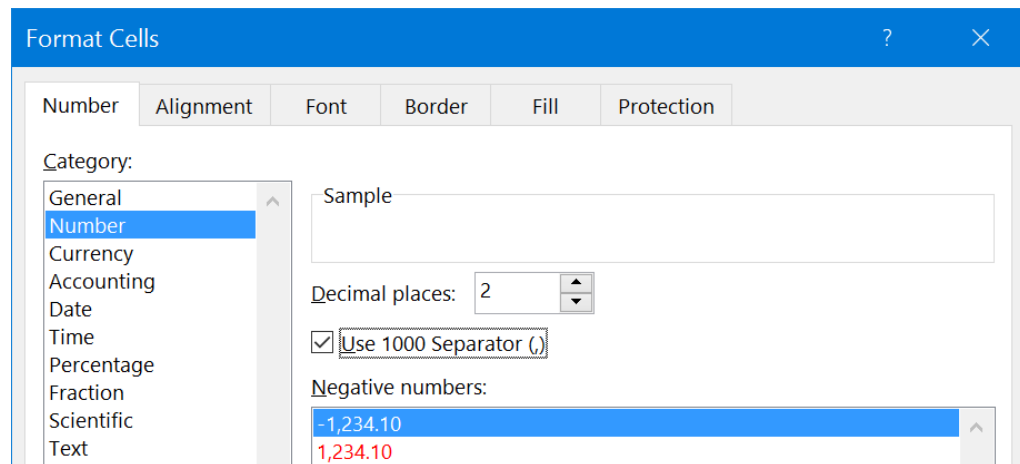 Format Cells ? ×
Number Alignment Font Border Fill Protection
Category:
General
Number
Currency
Accounting
Date
Time
Percentage
Fraction
Scientific
Text
Sample
Decimal places: 2
Use 1000 Separator (,)
Negative numbers:
-1,234.10
1,234.10